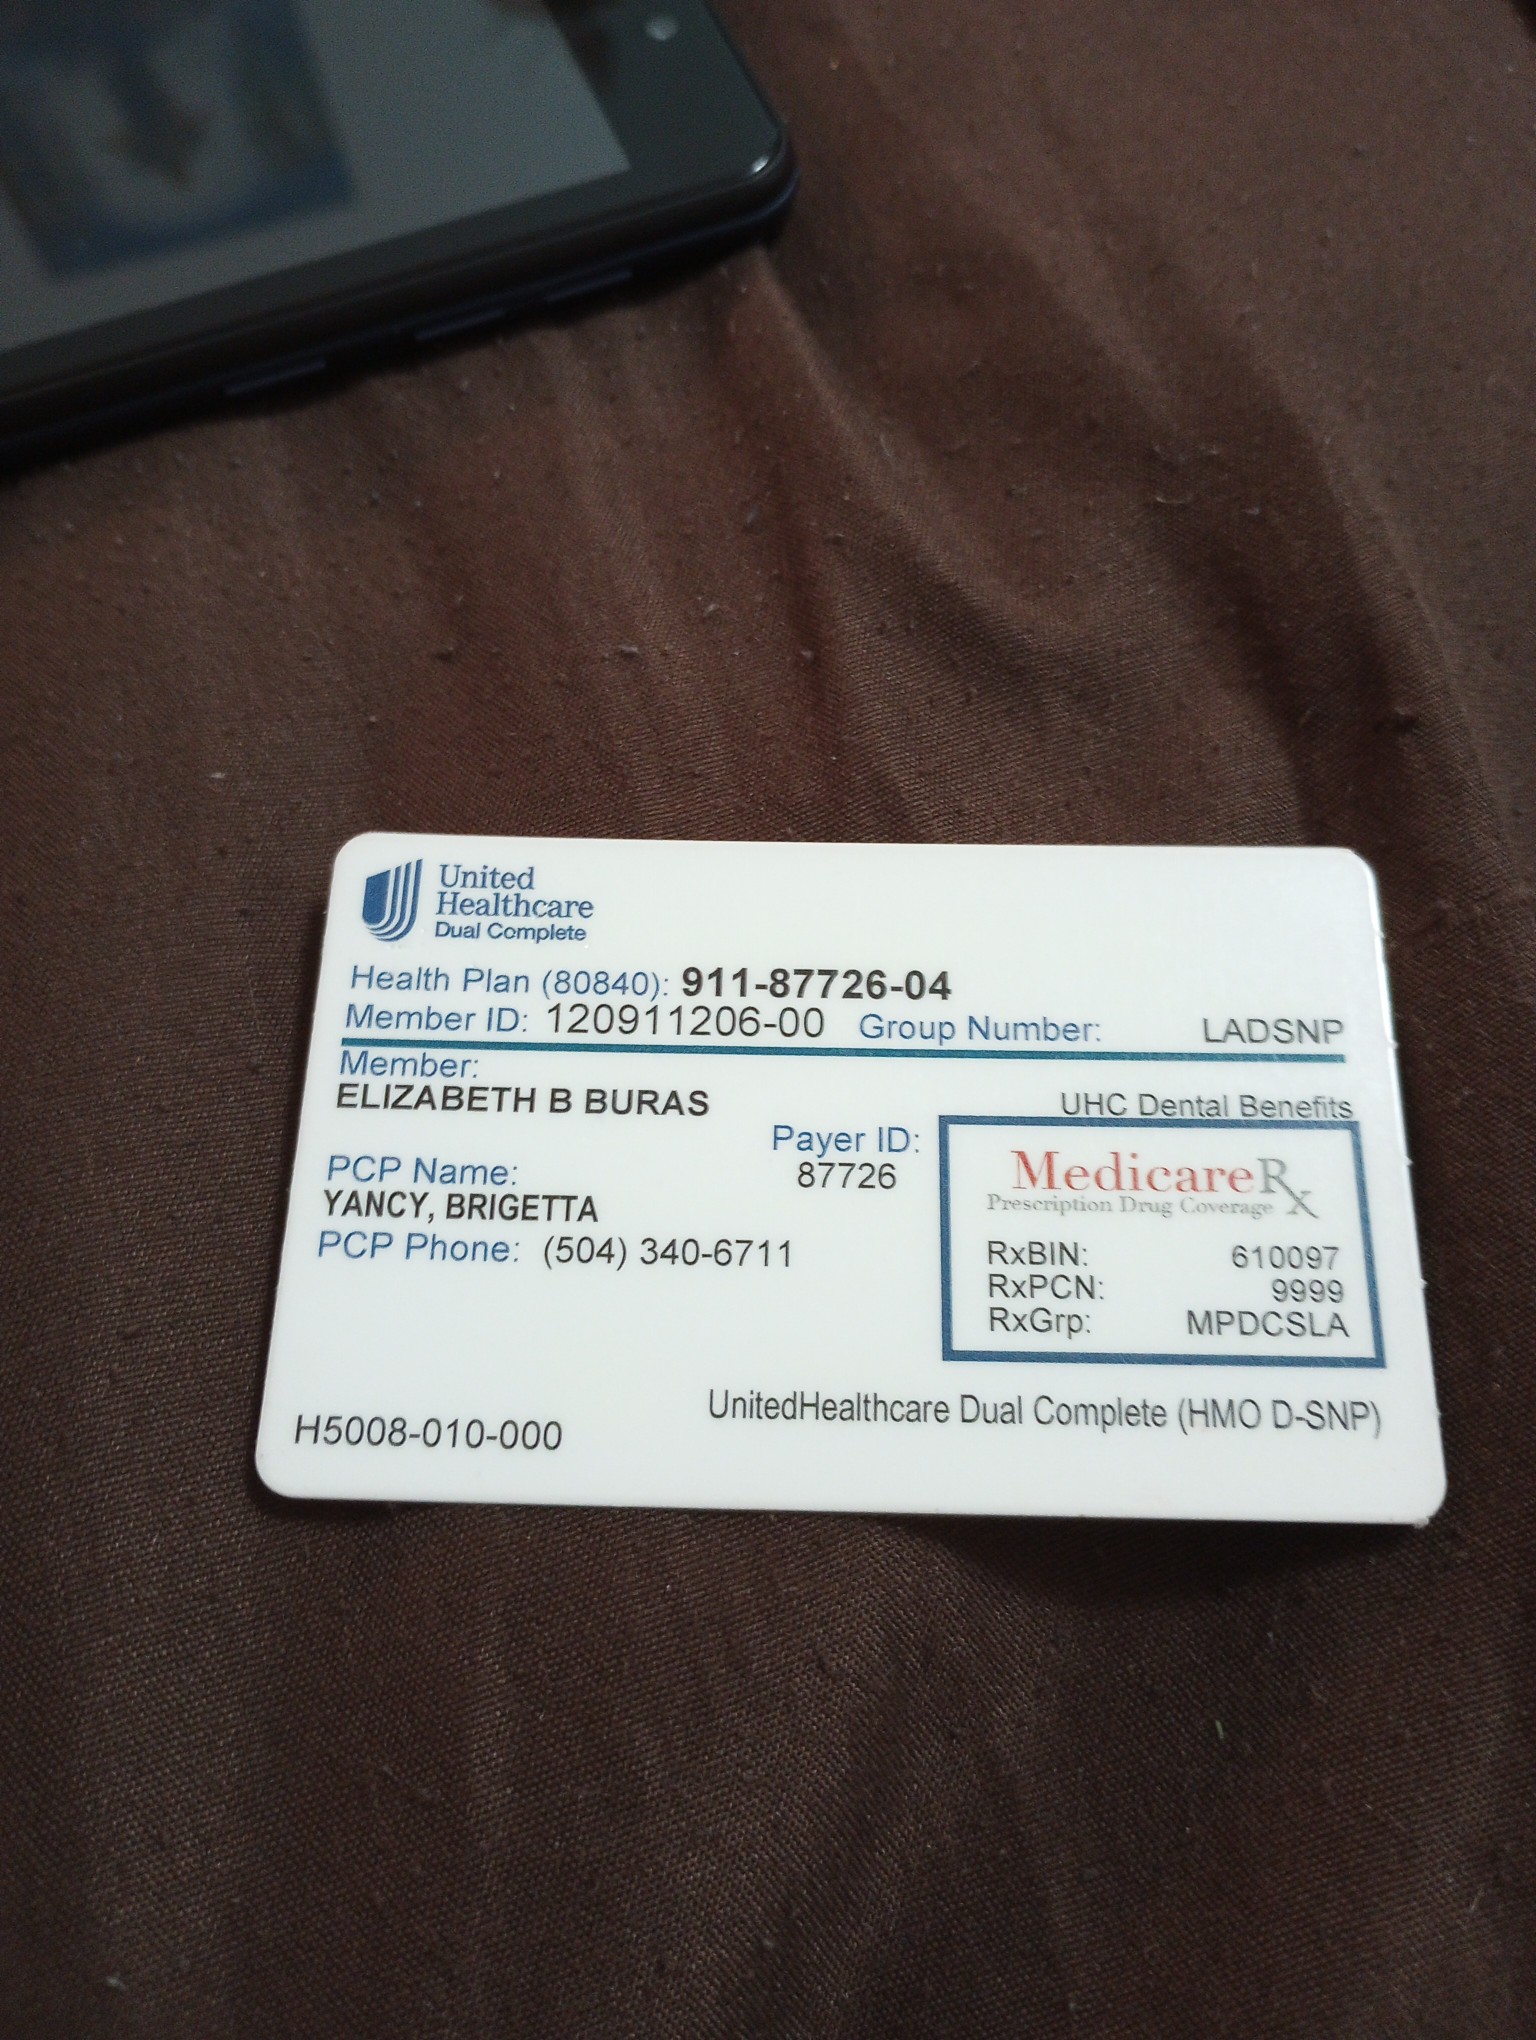 United
Healthcare
Dual Complete
Health Plan (80840): 911-87726-04
Member ID: 120911206-00 Group Number: LADSNP
Member:
ELIZABETH B BURAS
UHC Dental Benefits
Payer ID:
87726
PCP Name:
YANCY, BRIGETTA
PCP Phone: (504) 340-6711
MedicareRx
Prescription Drug Coverage
RxBIN: 610097
RxPCN: 9999
RxGrp: MPDCSLA
H5008-010-000
UnitedHealthcare Dual Complete (HMO D-SNP)